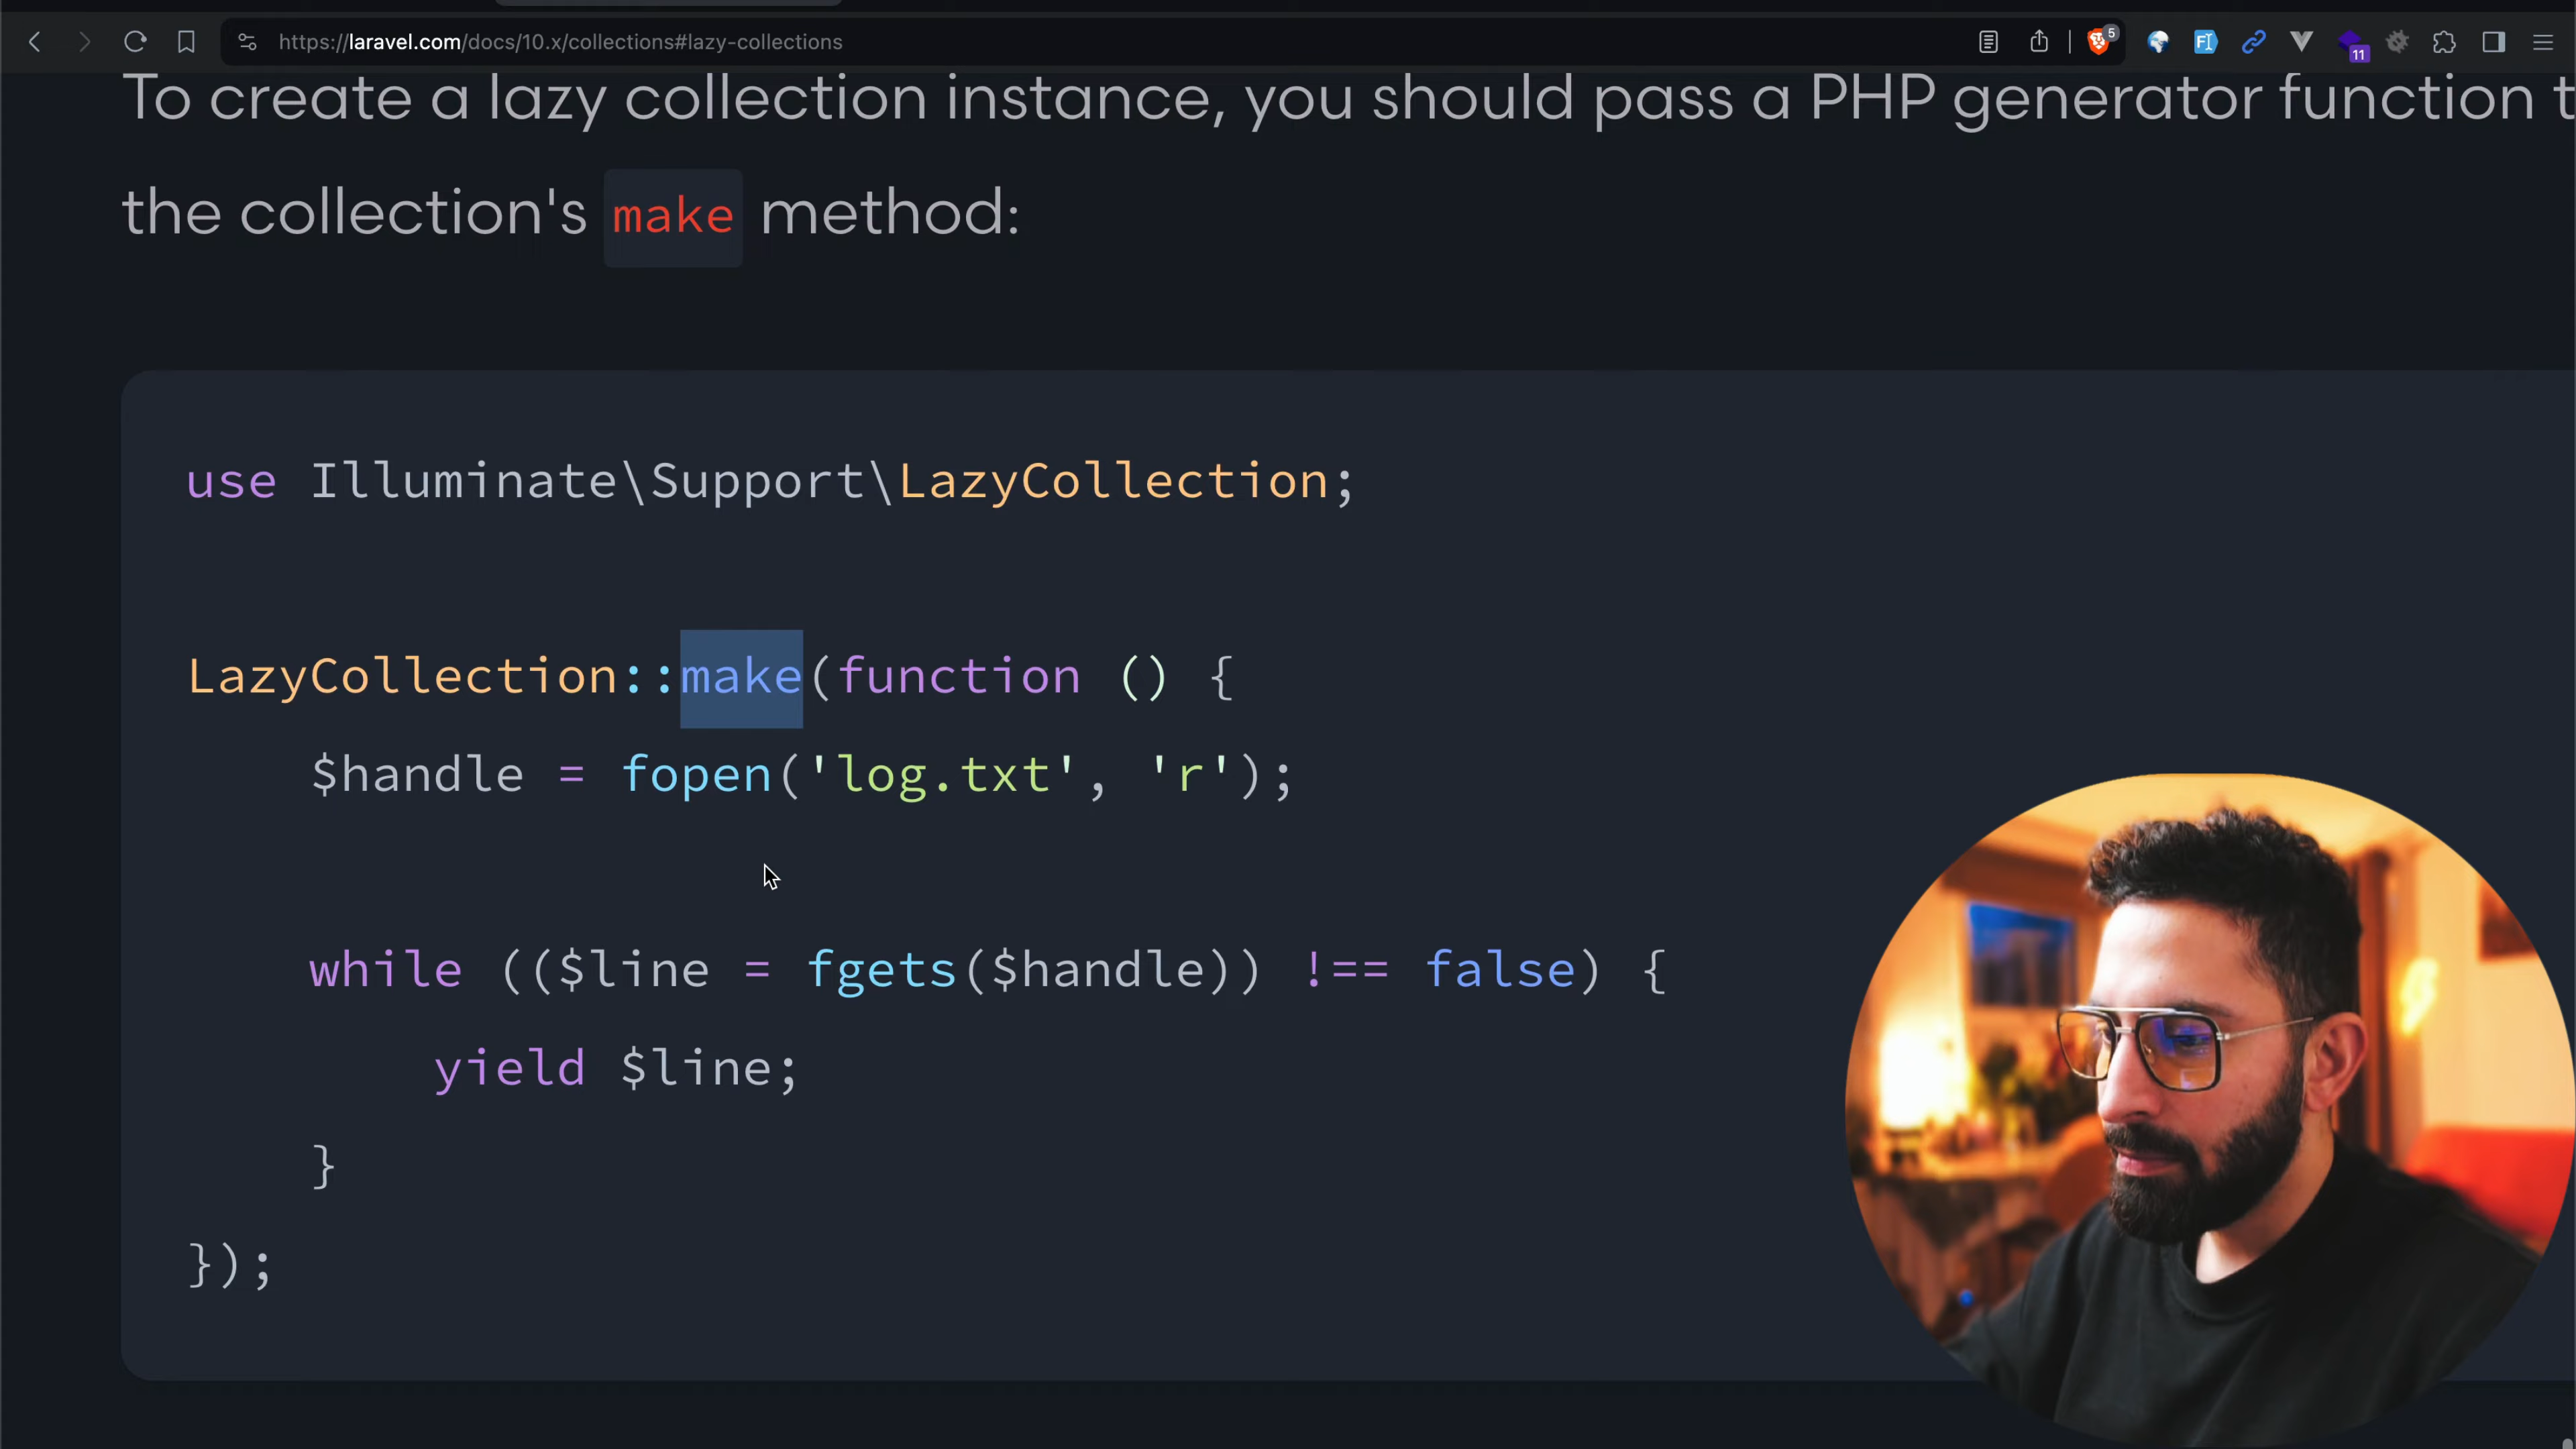 https://laravel.com/docs/10.x/collections#lazy-collections
5
11
To create a lazy collection instance, you should pass a PHP generator function t
the collection's make method:
use Illuminate\Support\LazyCollection;
LazyCollection::make(function () {
    $handle = fopen('log.txt', 'r');
    while (($line = fgets($handle)) !== false) {
        yield $line;
    }
});